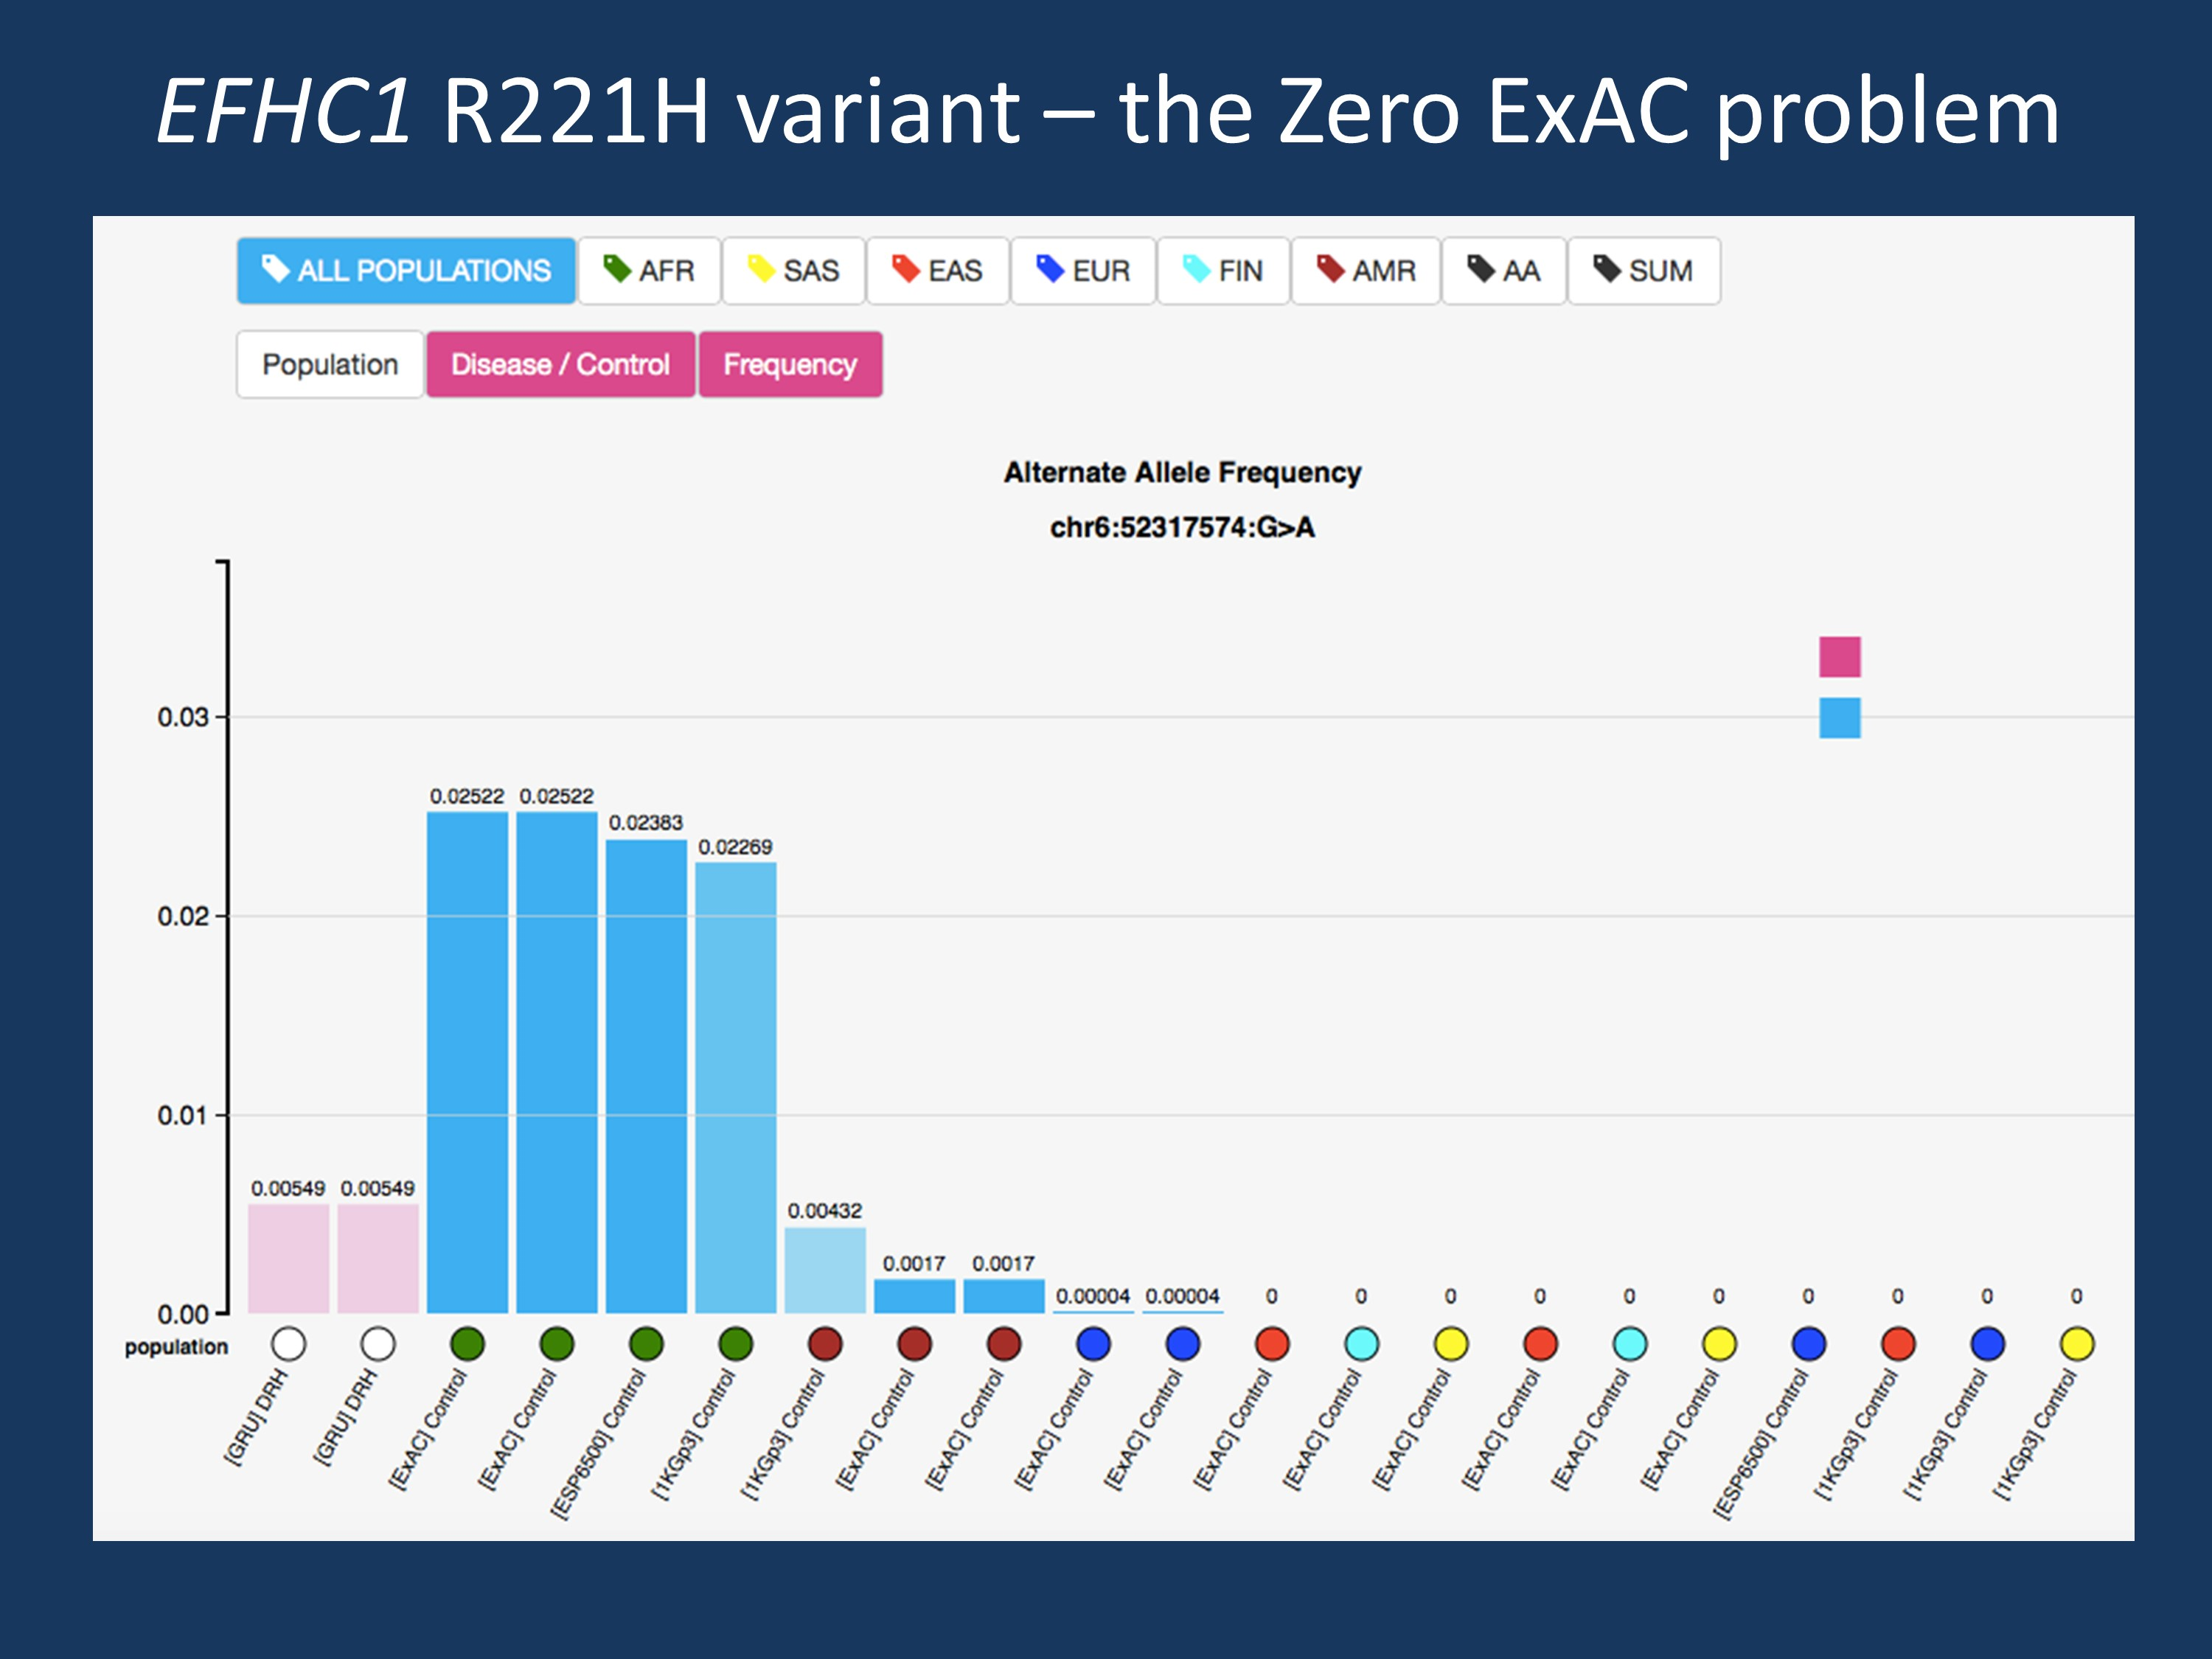 EFHC1 R221H variant – the Zero ExAC problem
ALL POPULATIONS AFR SAS EAS EUR FIN AMR AA SUM
Population Disease / Control Frequency
Alternate Allele Frequency
chr6:52317574:G>A
0.03
0.02
0.01
0.00
0.00549 0.00549 0.02522 0.02522 0.02383 0.02269 0.00432 0.0017 0.0017 0.00004 0.00004 0 0 0 0 0 0 0 0 0 0
population
[GRU] DRH
[GRU] DRH
[ExAC] Control
[ExAC] Control
[ESP6500] Control
[1KGp3] Control
[1KGp3] Control
[ExAC] Control
[ExAC] Control
[ExAC] Control
[ExAC] Control
[ExAC] Control
[ExAC] Control
[ExAC] Control
[ExAC] Control
[ExAC] Control
[ExAC] Control
[ESP6500] Control
[1KGp3] Control
[1KGp3] Control
[1KGp3] Control